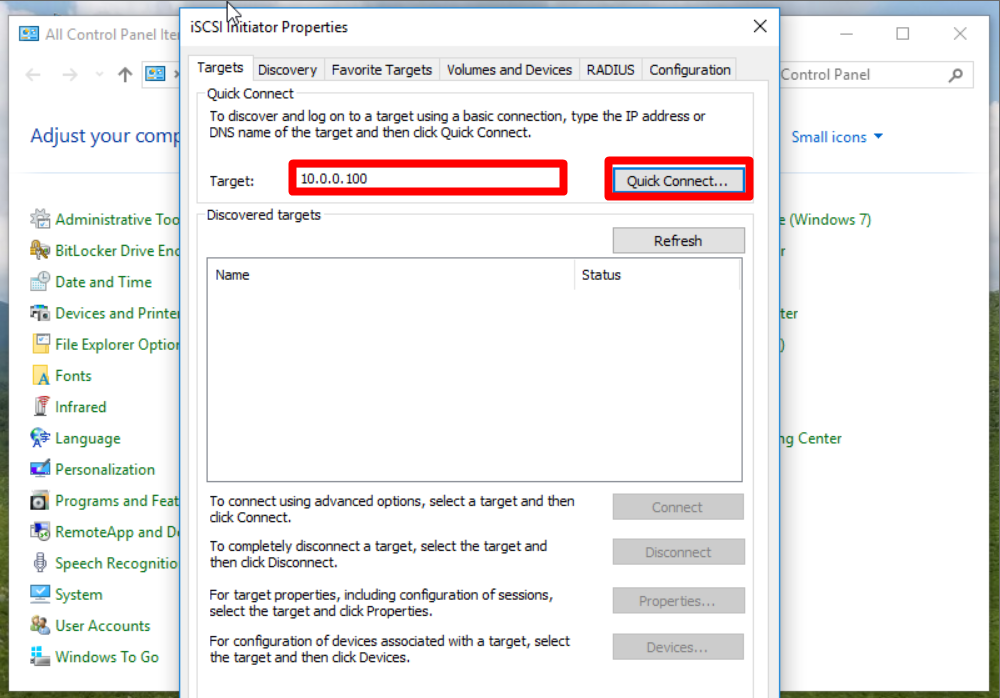 All Control Panel Ite
iSCSI Initiator Properties
Control Panel
Targets
Discovery
Favorite Targets
Volumes and Devices
RADIUS
Configuration
Quick Connect
To discover and log on to a target using a basic connection, type the IP address or
DNS name of the target and then click Quick Connect.
Target:
10.0.0.100
Quick Connect...
Discovered targets
Refresh
Name
Status
To connect using advanced options, select a target and then
click Connect.
Connect
To completely disconnect a target, select the target and
then click Disconnect.
Disconnect
For target properties, including configuration of sessions,
select the target and click Properties.
Properties...
For configuration of devices associated with a target, select
the target and then click Devices.
Devices...
Adjust your comp
Small icons
Administrative Too
BitLocker Drive Enc
Date and Time
Devices and Printer
File Explorer Option
Fonts
Infrared
Language
Personalization
Programs and Feat
RemoteApp and De
Speech Recognitio
System
User Accounts
Windows To Go
e (Windows 7)
r
ter
)
ng Center